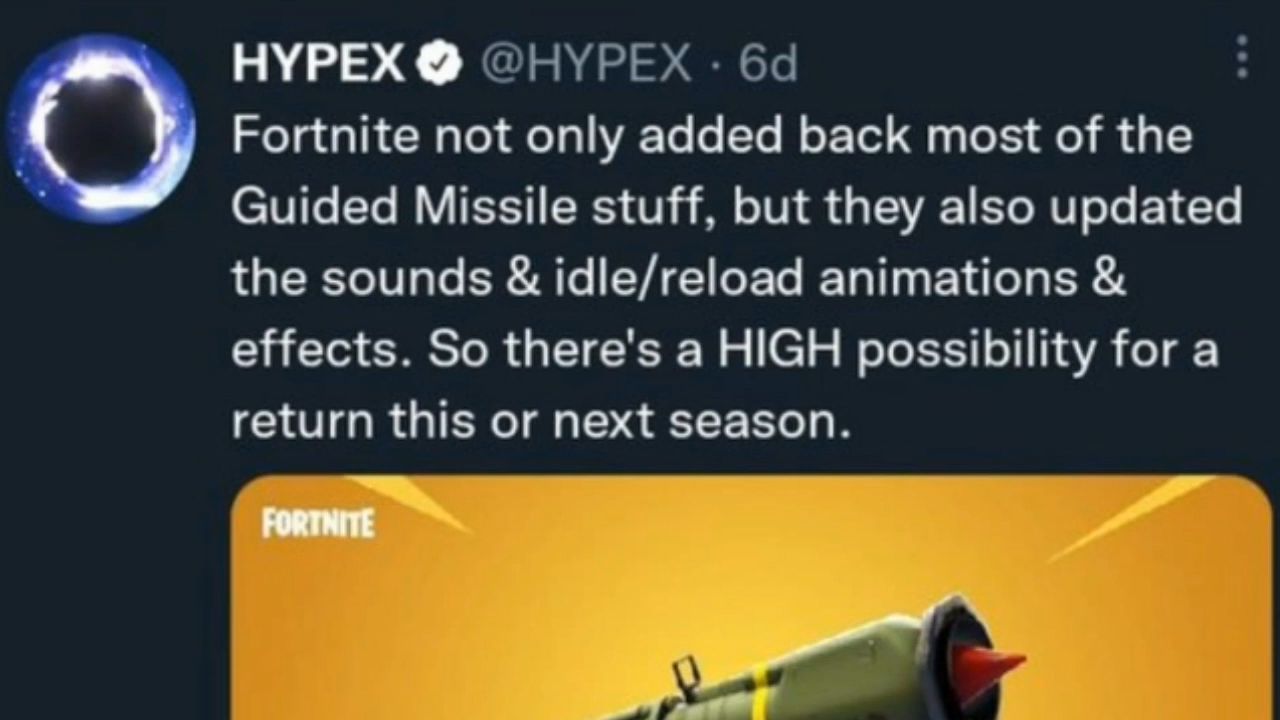 HYPEX @HYPEX · 6d
Fortnite not only added back most of the
Guided Missile stuff, but they also updated
the sounds & idle/reload animations &
effects. So there's a HIGH possibility for a
return this or next season.
FORTNITE